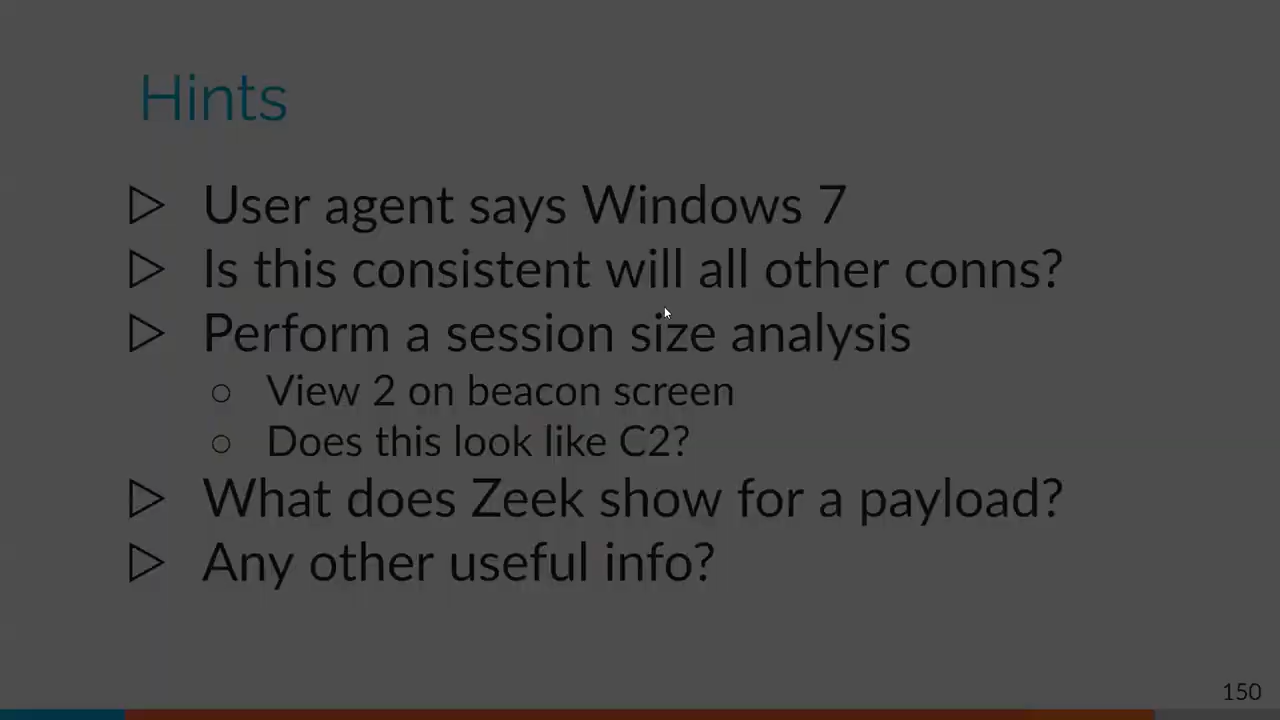 Hints
User agent says Windows 7
Is this consistent will all other conns?
Perform a session size analysis
View 2 on beacon screen
Does this look like C2?
What does Zeek show for a payload?
Any other useful info?
150